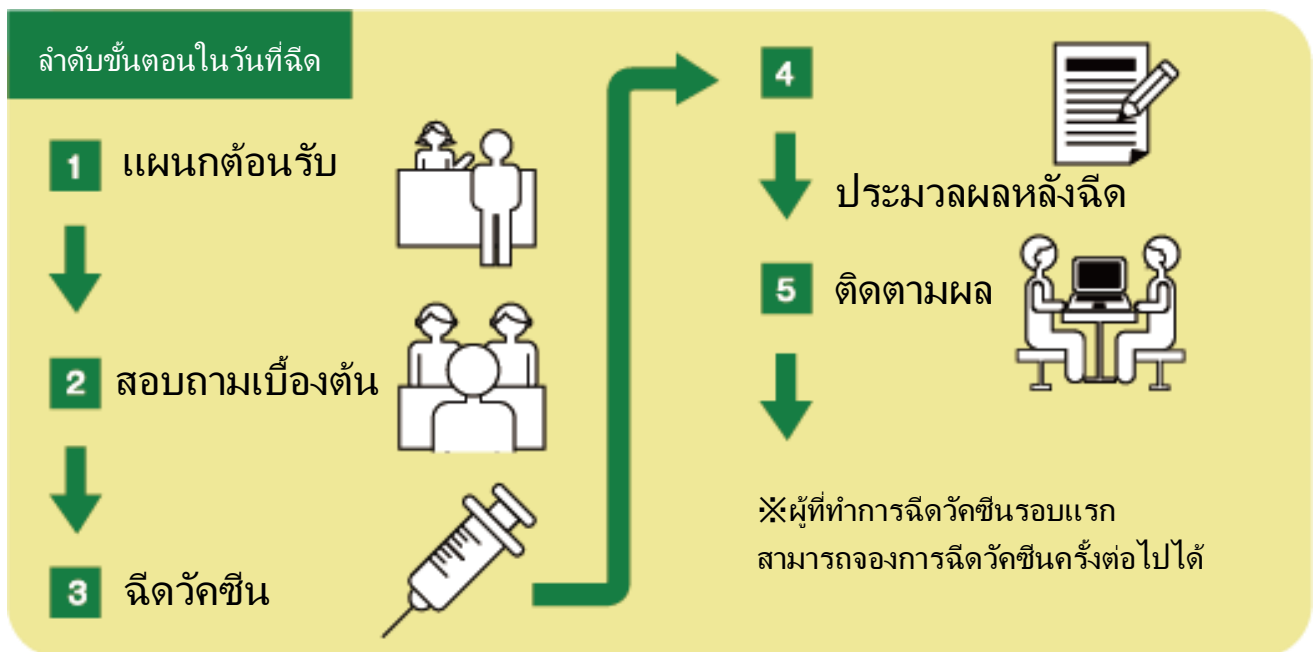 ลำดับขั้นตอนในวันที่ฉีด
1 แผนกต้อนรับ
2 สอบถามเบื้องต้น
3 ฉีดวัคซีน
4
ประมวลผลหลังฉีด
5 ติดตามผล
※ผู้ที่ทำการฉีดวัคซีนรอบแรก
สามารถจองการฉีดวัคซีนครั้งต่อไปได้